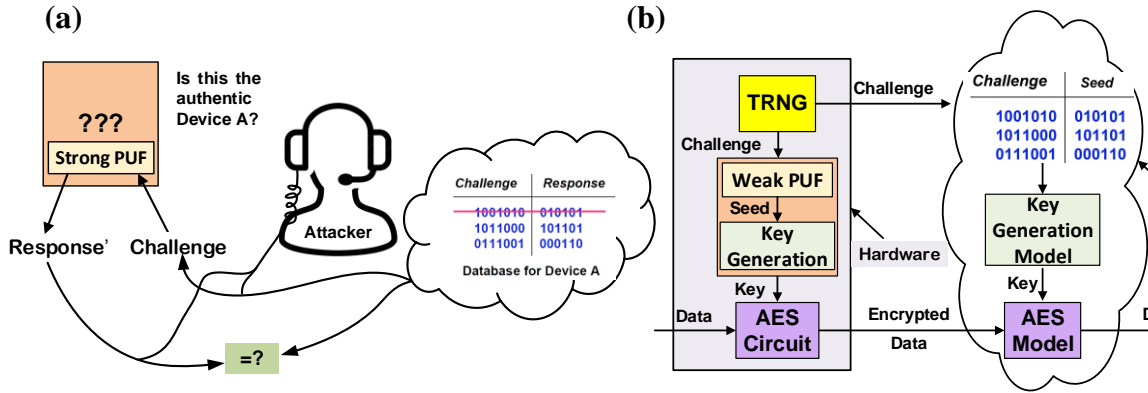 (a)
Is this the
authentic
Device A?
???
Strong PUF
Response' Challenge
Attacker
Challenge Response
1001010 010101
1011000 101101
0111001 000110
Database for Device A
=?
(b)
TRNG
Challenge
Challenge
Weak PUF
Seed
Key
Generation
Key
Hardware
Data
AES
Circuit
Encrypted
Data
Challenge Seed
1001010 010101
1011000 101101
0111001 000110
Key
Generation
Model
Key
AES
Model
D